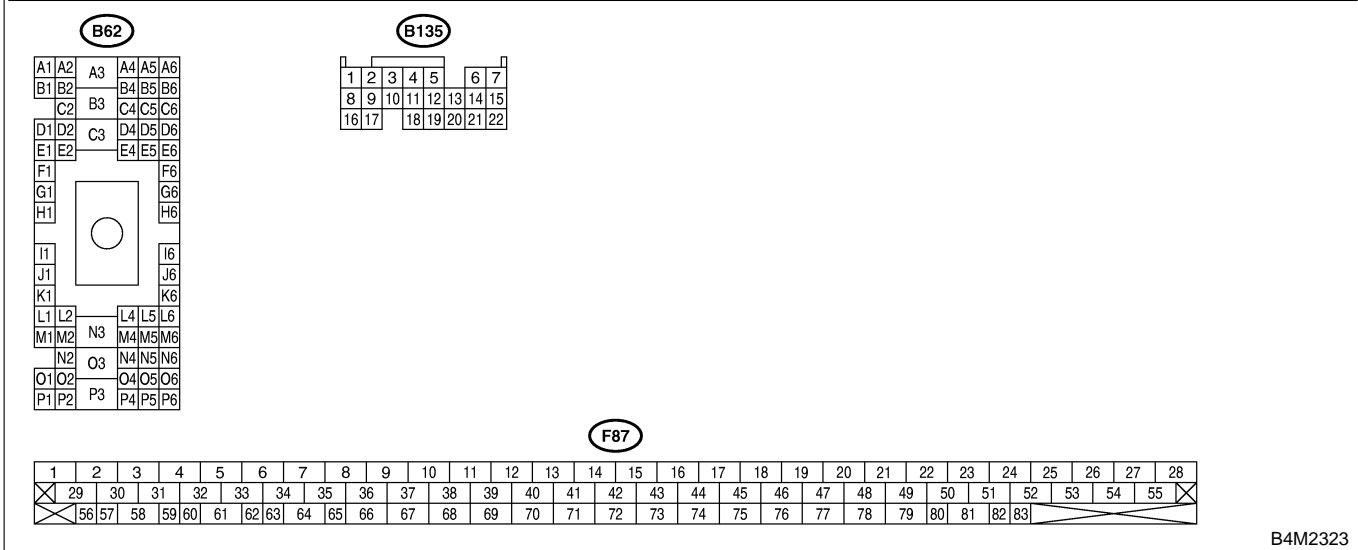 B62 B135
A1 A2 A3 A4 A5 A6
B1 B2 B3 B4 B5 B6
C2 C3 C4 C5 C6
D1 D2 D4 D5 D6
E1 E2 E4 E5 E6
F1 F6
G1 G6
H1 H6
I1 I6
J1 J6
K1 K6
L1 L2 L4 L5 L6
M1 M2 N3 M4 M5 M6
N2 O3 N4 N5 N6
O1 O2 O4 O5 O6
P1 P2 P3 P4 P5 P6
1 2 3 4 5 6 7
8 9 10 11 12 13 14 15
16 17 18 19 20 21 22
F87
1 2 3 4 5 6 7 8 9 10 11 12 13 14 15 16 17 18 19 20 21 22 23 24 25 26 27 28
29 30 31 32 33 34 35 36 37 38 39 40 41 42 43 44 45 46 47 48 49 50 51 52 53 54 55
56 57 58 59 60 61 62 63 64 65 66 67 68 69 70 71 72 73 74 75 76 77 78 79 80 81 82 83
B4M2323